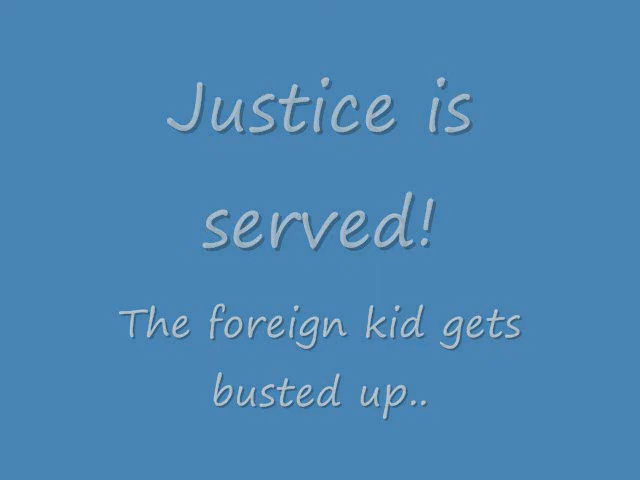 Justice is
served!
The foreign kid gets
busted up..